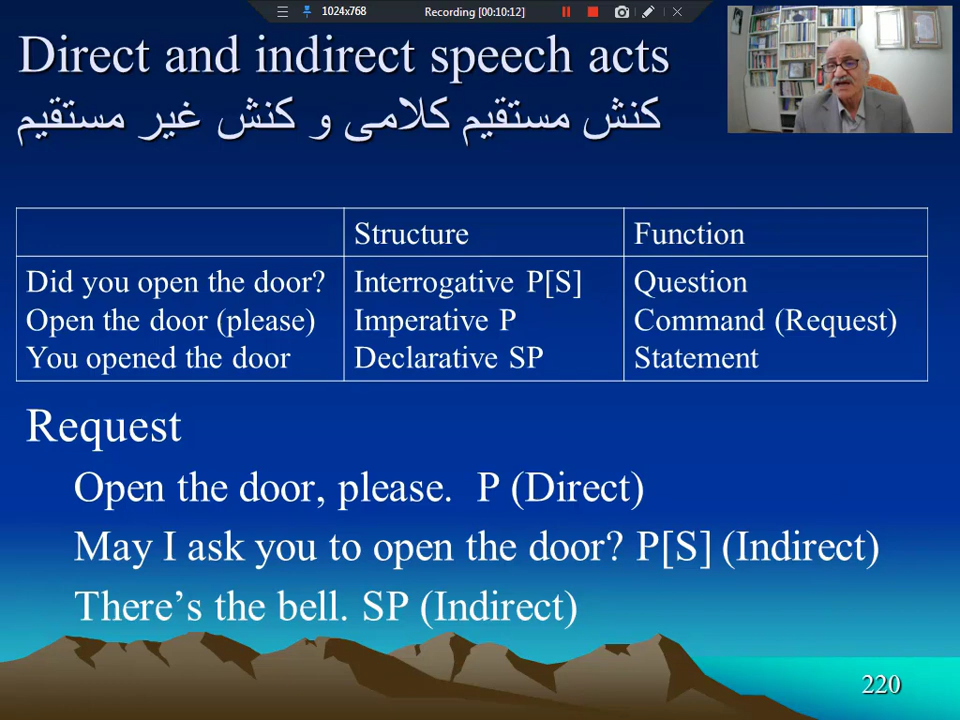 1024x768
Recording [00:10:12]
Direct and indirect speech acts
کنش مستقیم کلامی و کنش غیر مستقیم
Structure Function
Did you open the door? Interrogative P[S] Question
Open the door (please) Imperative P Command (Request)
You opened the door Declarative SP Statement
Request
Open the door, please. P (Direct)
May I ask you to open the door? P[S] (Indirect)
There’s the bell. SP (Indirect)
220